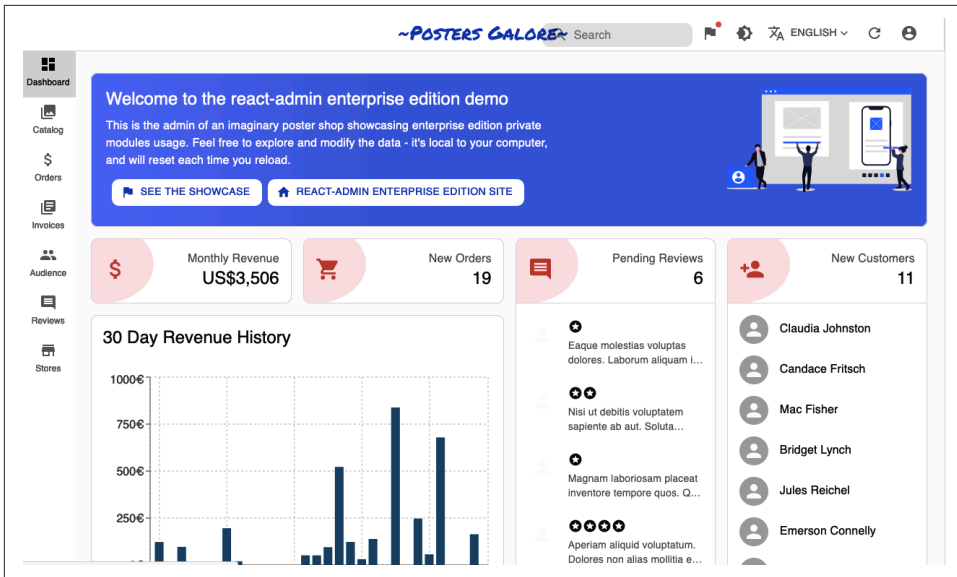 ~Posters Galore~
Search
ENGLISH
Dashboard
Catalog
Orders
Invoices
Audience
Reviews
Stores
Welcome to the react-admin enterprise edition demo
This is the admin of an imaginary poster shop showcasing enterprise edition private
modules usage. Feel free to explore and modify the data - it's local to your computer,
and will reset each time you reload.
SEE THE SHOWCASE
REACT-ADMIN ENTERPRISE EDITION SITE
Monthly Revenue
US$3,506
New Orders
19
Pending Reviews
6
New Customers
11
30 Day Revenue History
1000€
750€
500€
250€
Eaque molestias voluptas
dolores. Laborum aliquam i...
Nisi ut debitis voluptatem
sapiente ab aut. Soluta...
Magnam laboriosam placeat
inventore tempore quos. Q...
Aperiam aliquid voluptatum.
Dolores non alias mollitia e...
Claudia Johnston
Candace Fritsch
Mac Fisher
Bridget Lynch
Jules Reichel
Emerson Connelly